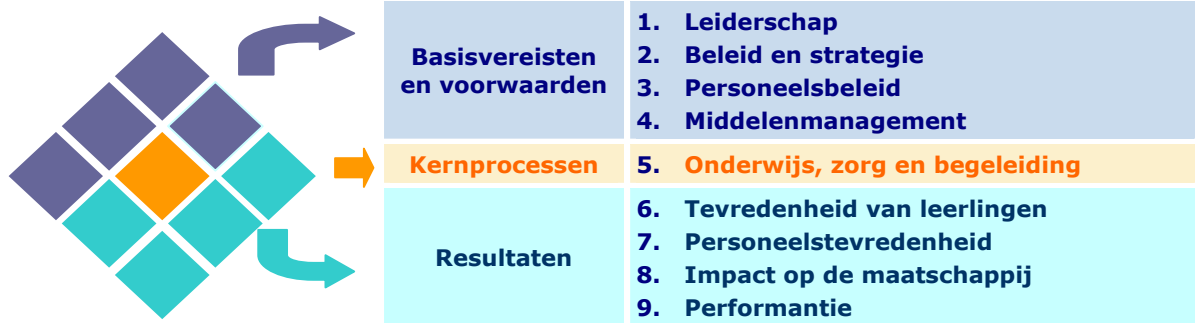 Basisvereisten
en voorwaarden
1. Leiderschap
2. Beleid en strategie
3. Personeelsbeleid
4. Middelenmanagement
Kernprocessen
5. Onderwijs, zorg en begeleiding
Resultaten
6. Tevredenheid van leerlingen
7. Personeelstevredenheid
8. Impact op de maatschappij
9. Performantie